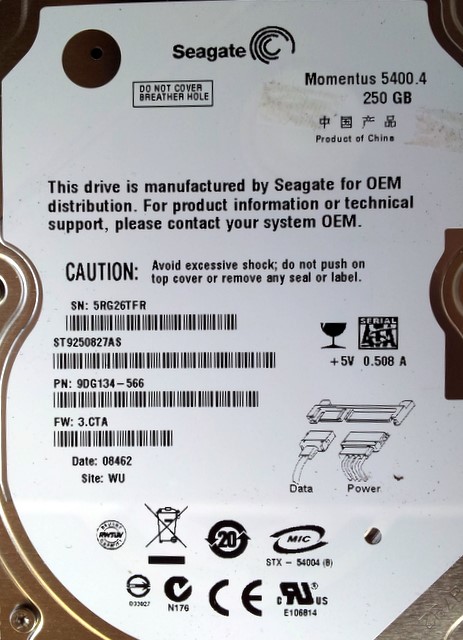 Seagate
DO NOT COVER
BREATHER HOLE
Momentus 5400.4
250 GB
中国产品
Product of China
This drive is manufactured by Seagate for OEM
distribution. For product information or technical
support, please contact your system OEM.
CAUTION: Avoid excessive shock; do not push on
top cover or remove any seal or label.
SN: 5RG26TFR
ST9250827AS
SERIAL
ATA
+5V 0.508 A
PN: 9DG134-566
FW: 3.CTA
Date: 08462
Site: WU
Data Power
20
MIC
STX - 54004 (B)
N176
CE
c RU US
E106814